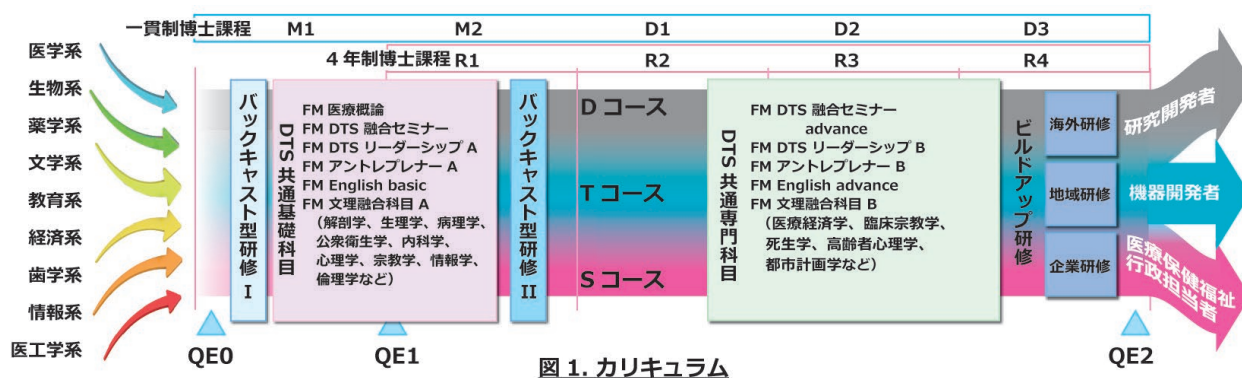 一貫制博士課程 M1 M2 D1 D2 D3
4年制博士課程 R1 R2 R3 R4
医学系
生物系
薬学系
文学系
教育系
経済系
歯学系
情報系
医工学系
バックキャスト型研修 I
DTS 共通基礎科目
FM 医療概論
FM DTS 融合セミナー
FM DTS リーダーシップ A
FM アントレプレナー A
FM English basic
FM 文理融合科目 A
（解剖学、生理学、病理学、
公衆衛生学、内科学、
心理学、宗教学、情報学、
倫理学など）
バックキャスト型研修 II
D コース
T コース
S コース
DTS 共通専門科目
FM DTS 融合セミナー
advance
FM DTS リーダーシップ B
FM アントレプレナー B
FM English advance
FM 文理融合科目 B
（医療経済学、臨床宗教学、
死生学、高齢者心理学、
都市計画学など）
ビルドアップ研修
海外研修
地域研修
企業研修
研究開発者
機器開発者
医療保健福祉
行政担当者
QE0 QE1 QE2
図 1. カリキュラム